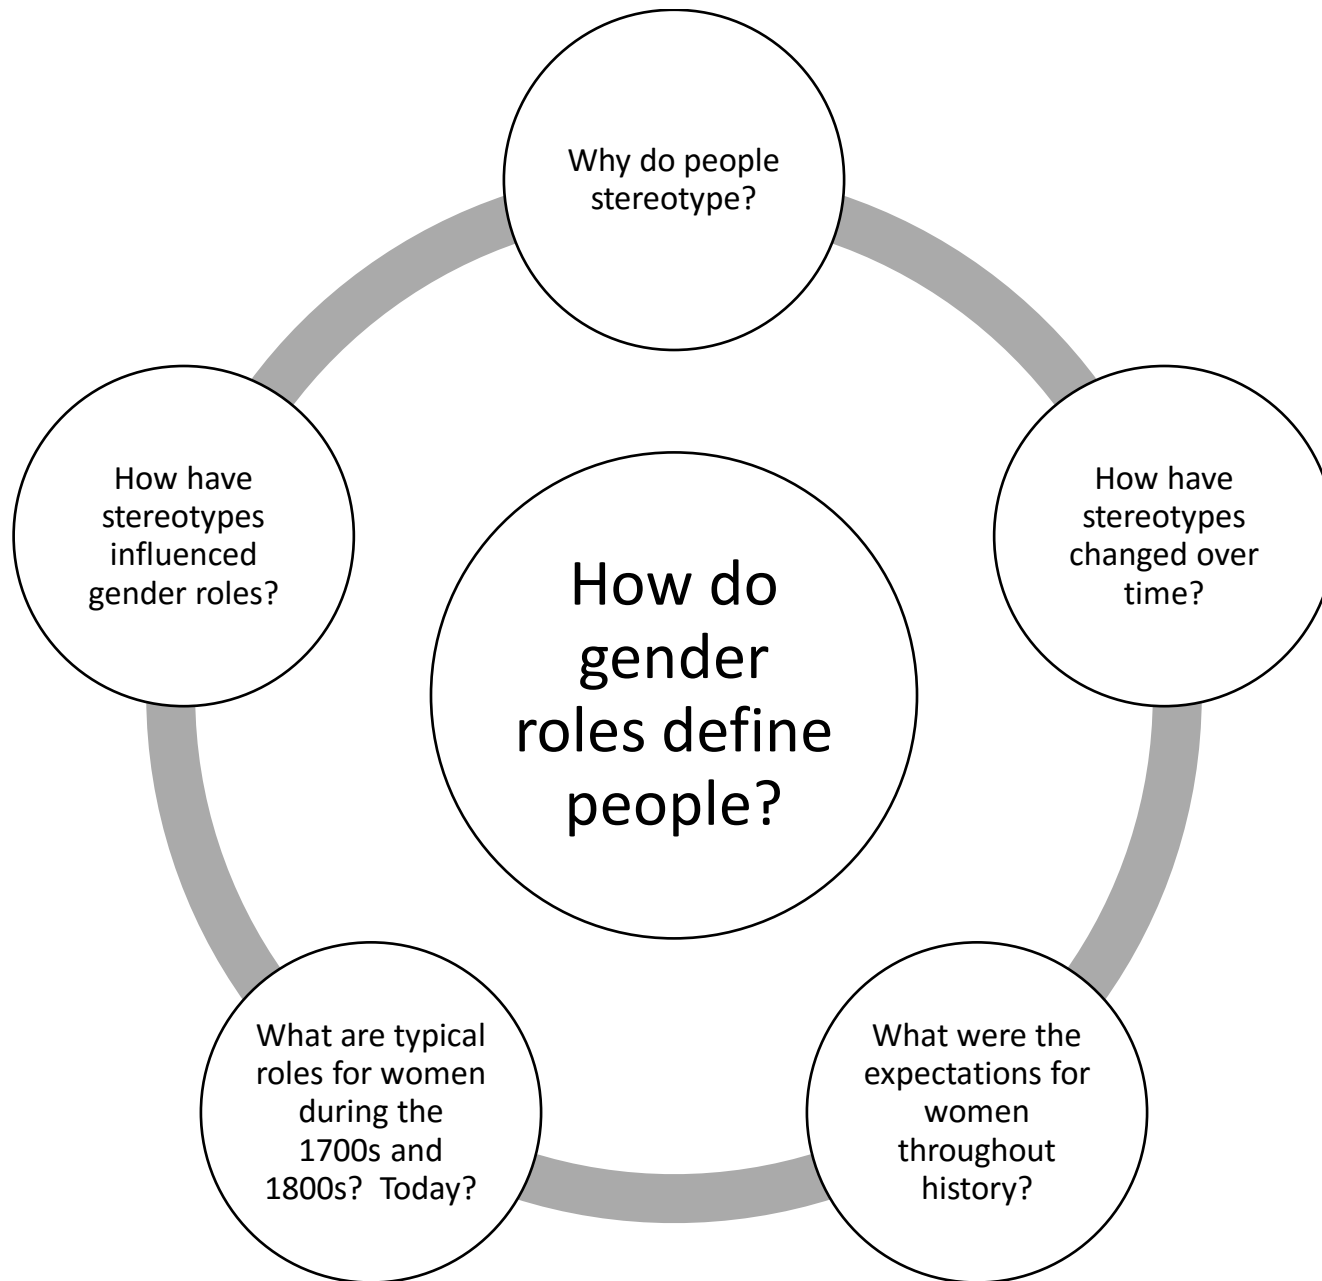 Why do people
stereotype?
How have
stereotypes
changed over
time?
What were the
expectations for
women
throughout
history?
What are typical
roles for women
during the
1700s and
1800s?  Today?
How have
stereotypes
influenced
gender roles?
How do
gender
roles define
people?